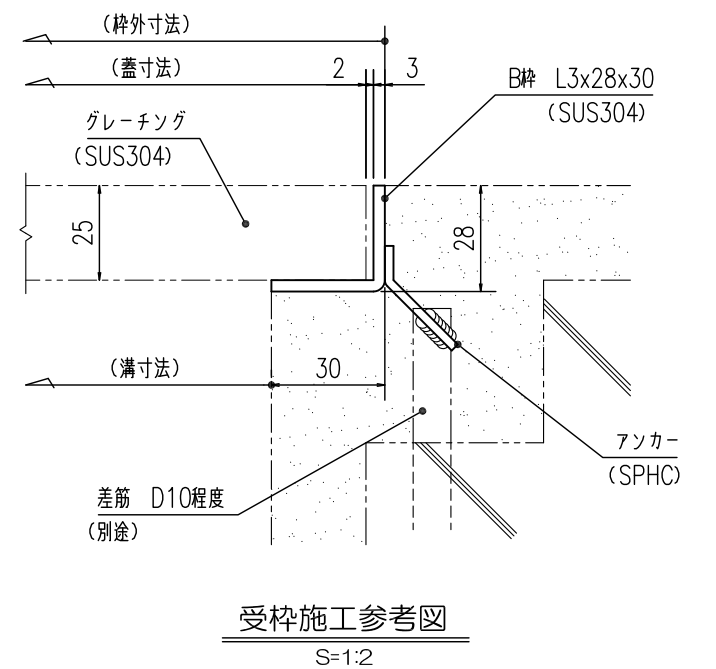 (枠外寸法)
(蓋寸法)
2
3
B枠 L3x28x30
(SUS304)
グレーチング
(SUS304)
25
28
(溝寸法)
30
アンカー
(SPHC)
差筋 D10程度
(別途)
受枠施工参考図
S=1:2